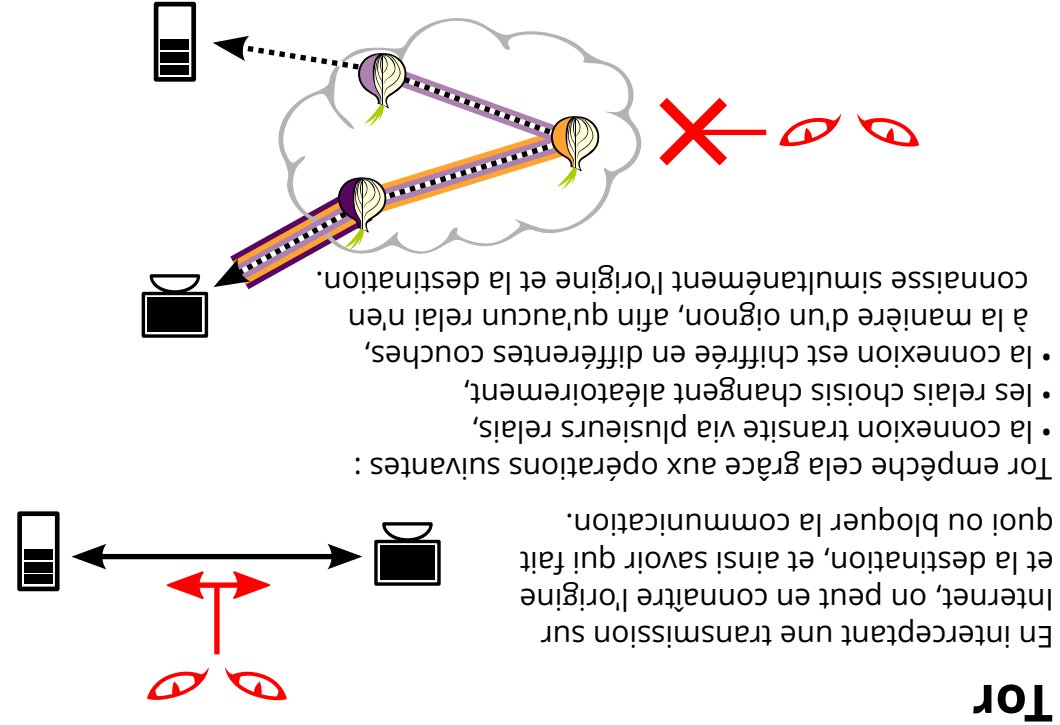 Tor
En interceptant une transmission sur
Internet, on peut en connaître l'origine
et la destination, et ainsi savoir qui fait
quoi ou bloquer la communication.
Tor empêche cela grâce aux opérations suivantes :
• la connexion transite via plusieurs relais,
• les relais choisis changent aléatoirement,
• la connexion est chiffrée en différentes couches,
à la manière d'un oignon, afin qu'aucun relai n'en
connaisse simultanément l'origine et la destination.